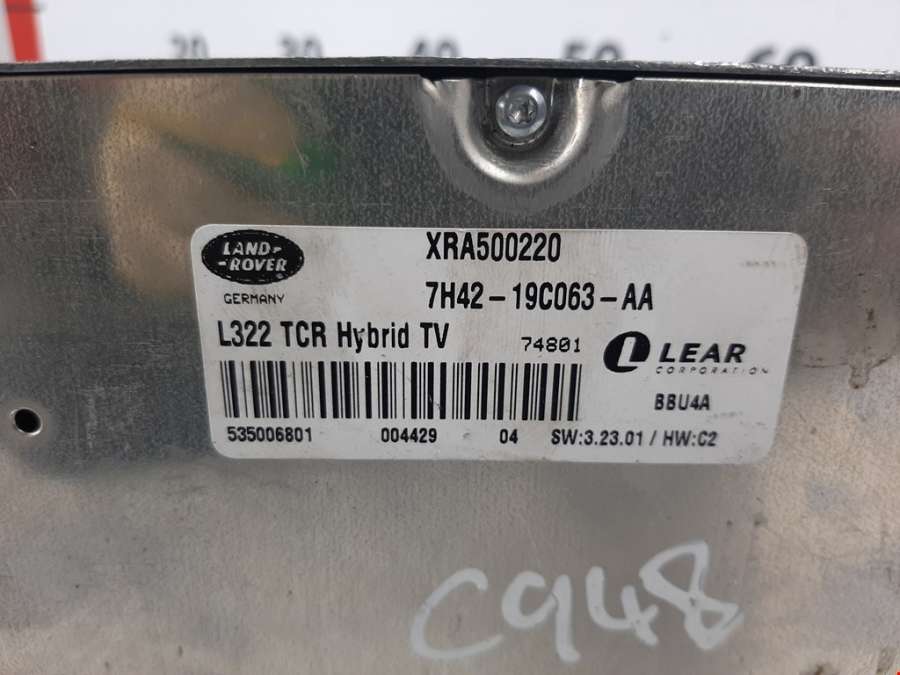 20 30 40 50 60
LAND-
-ROVER®
GERMANY
XRA500220
7H42-19C063-AA
L322 TCR Hybrid TV 74801
LEAR
CORPORATION
BBU4A
535006801 004429 04 SW:3.23.01 / HW:C2
C948